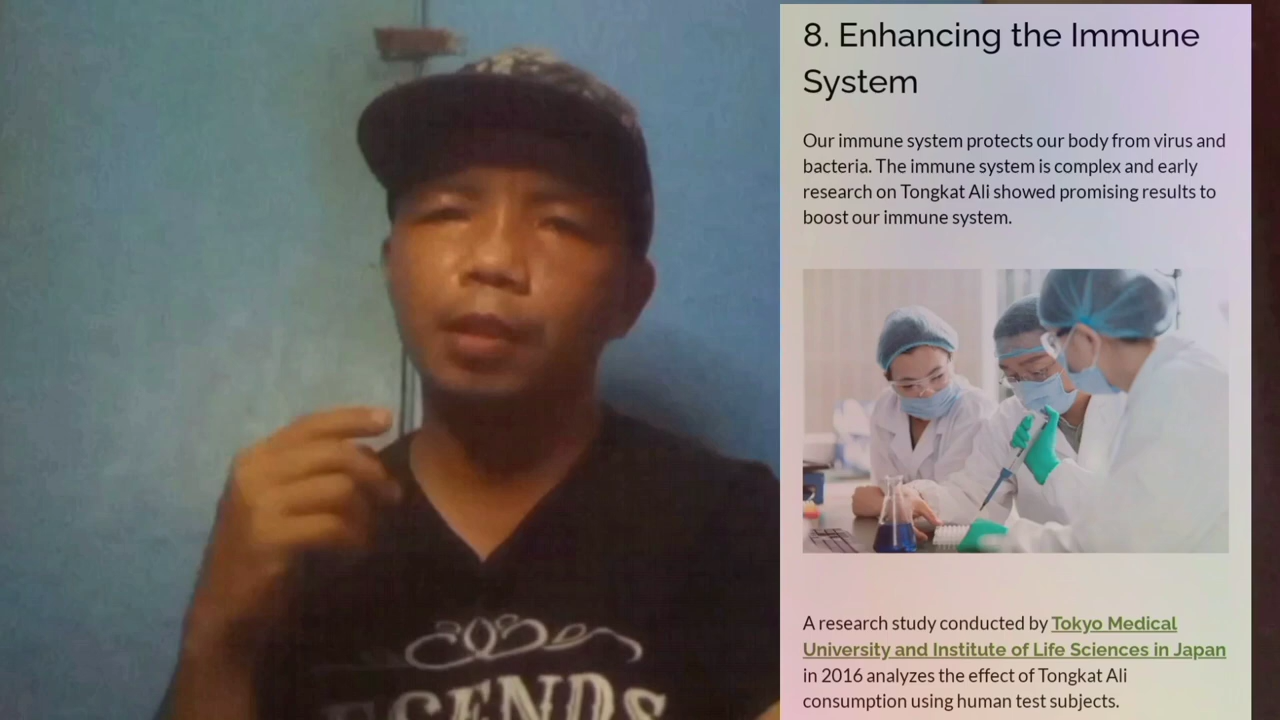 8. Enhancing the Immune
System
Our immune system protects our body from virus and
bacteria. The immune system is complex and early
research on Tongkat Ali showed promising results to
boost our immune system.
A research study conducted by Tokyo Medical
University and Institute of Life Sciences in Japan
in 2016 analyzes the effect of Tongkat Ali
consumption using human test subjects.